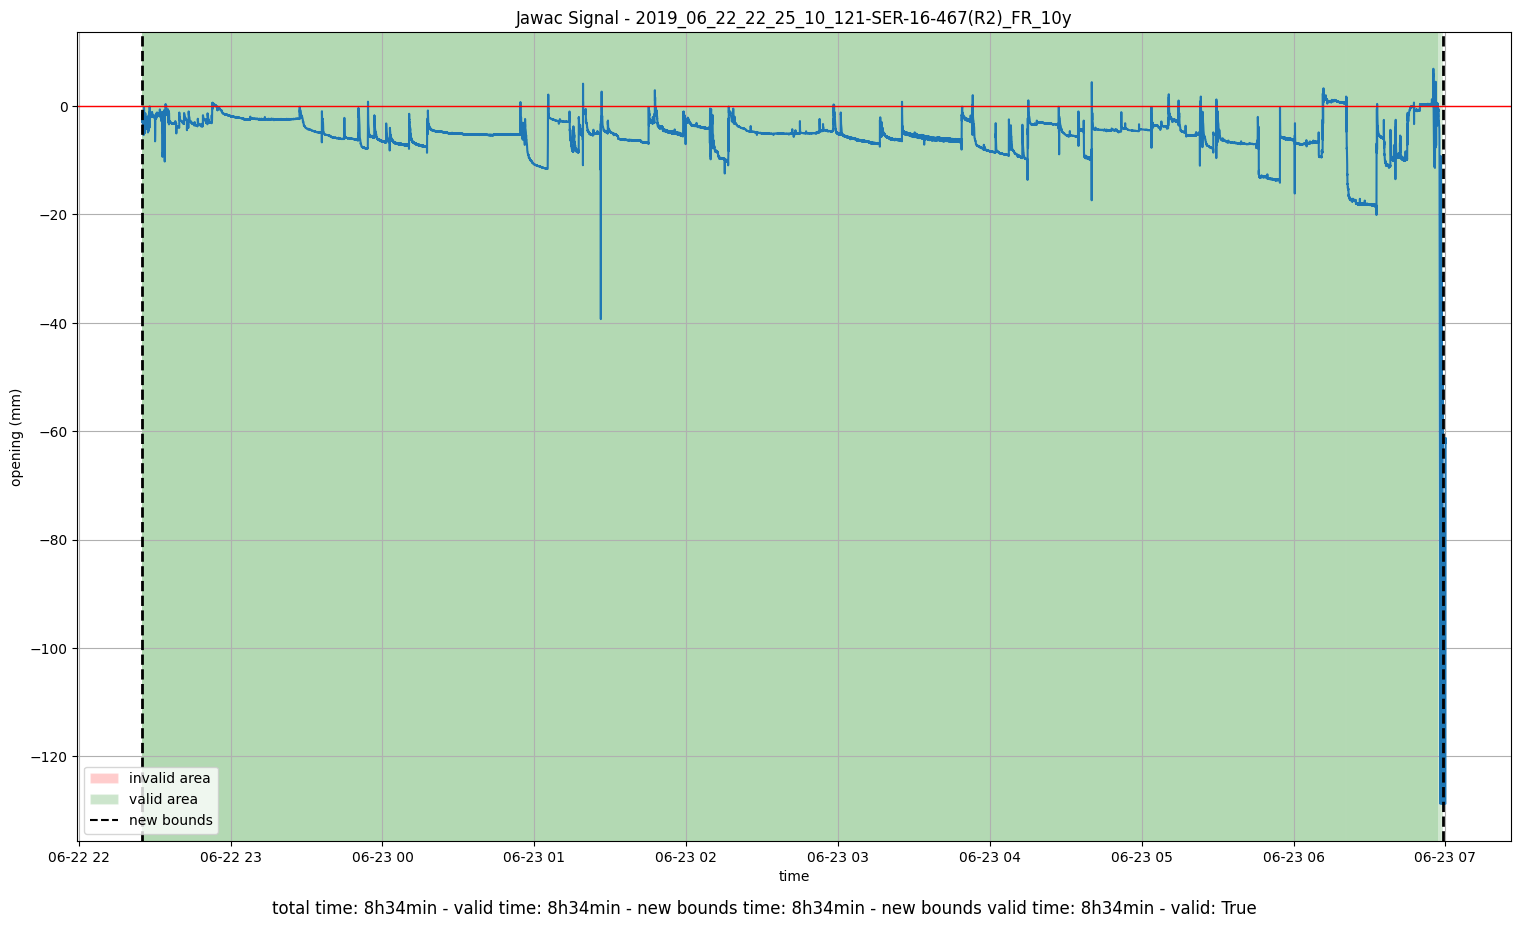 Jawac Signal - 2019_06_22_22_25_10_121-SER-16-467(R2)_FR_10y
0
−20
−40
−60
−80
−100
−120
opening (mm)
invalid area
valid area
new bounds
06-22 22
06-22 23
06-23 00
06-23 01
06-23 02
06-23 03
06-23 04
06-23 05
06-23 06
06-23 07
time
total time: 8h34min - valid time: 8h34min - new bounds time: 8h34min - new bounds valid time: 8h34min - valid: True